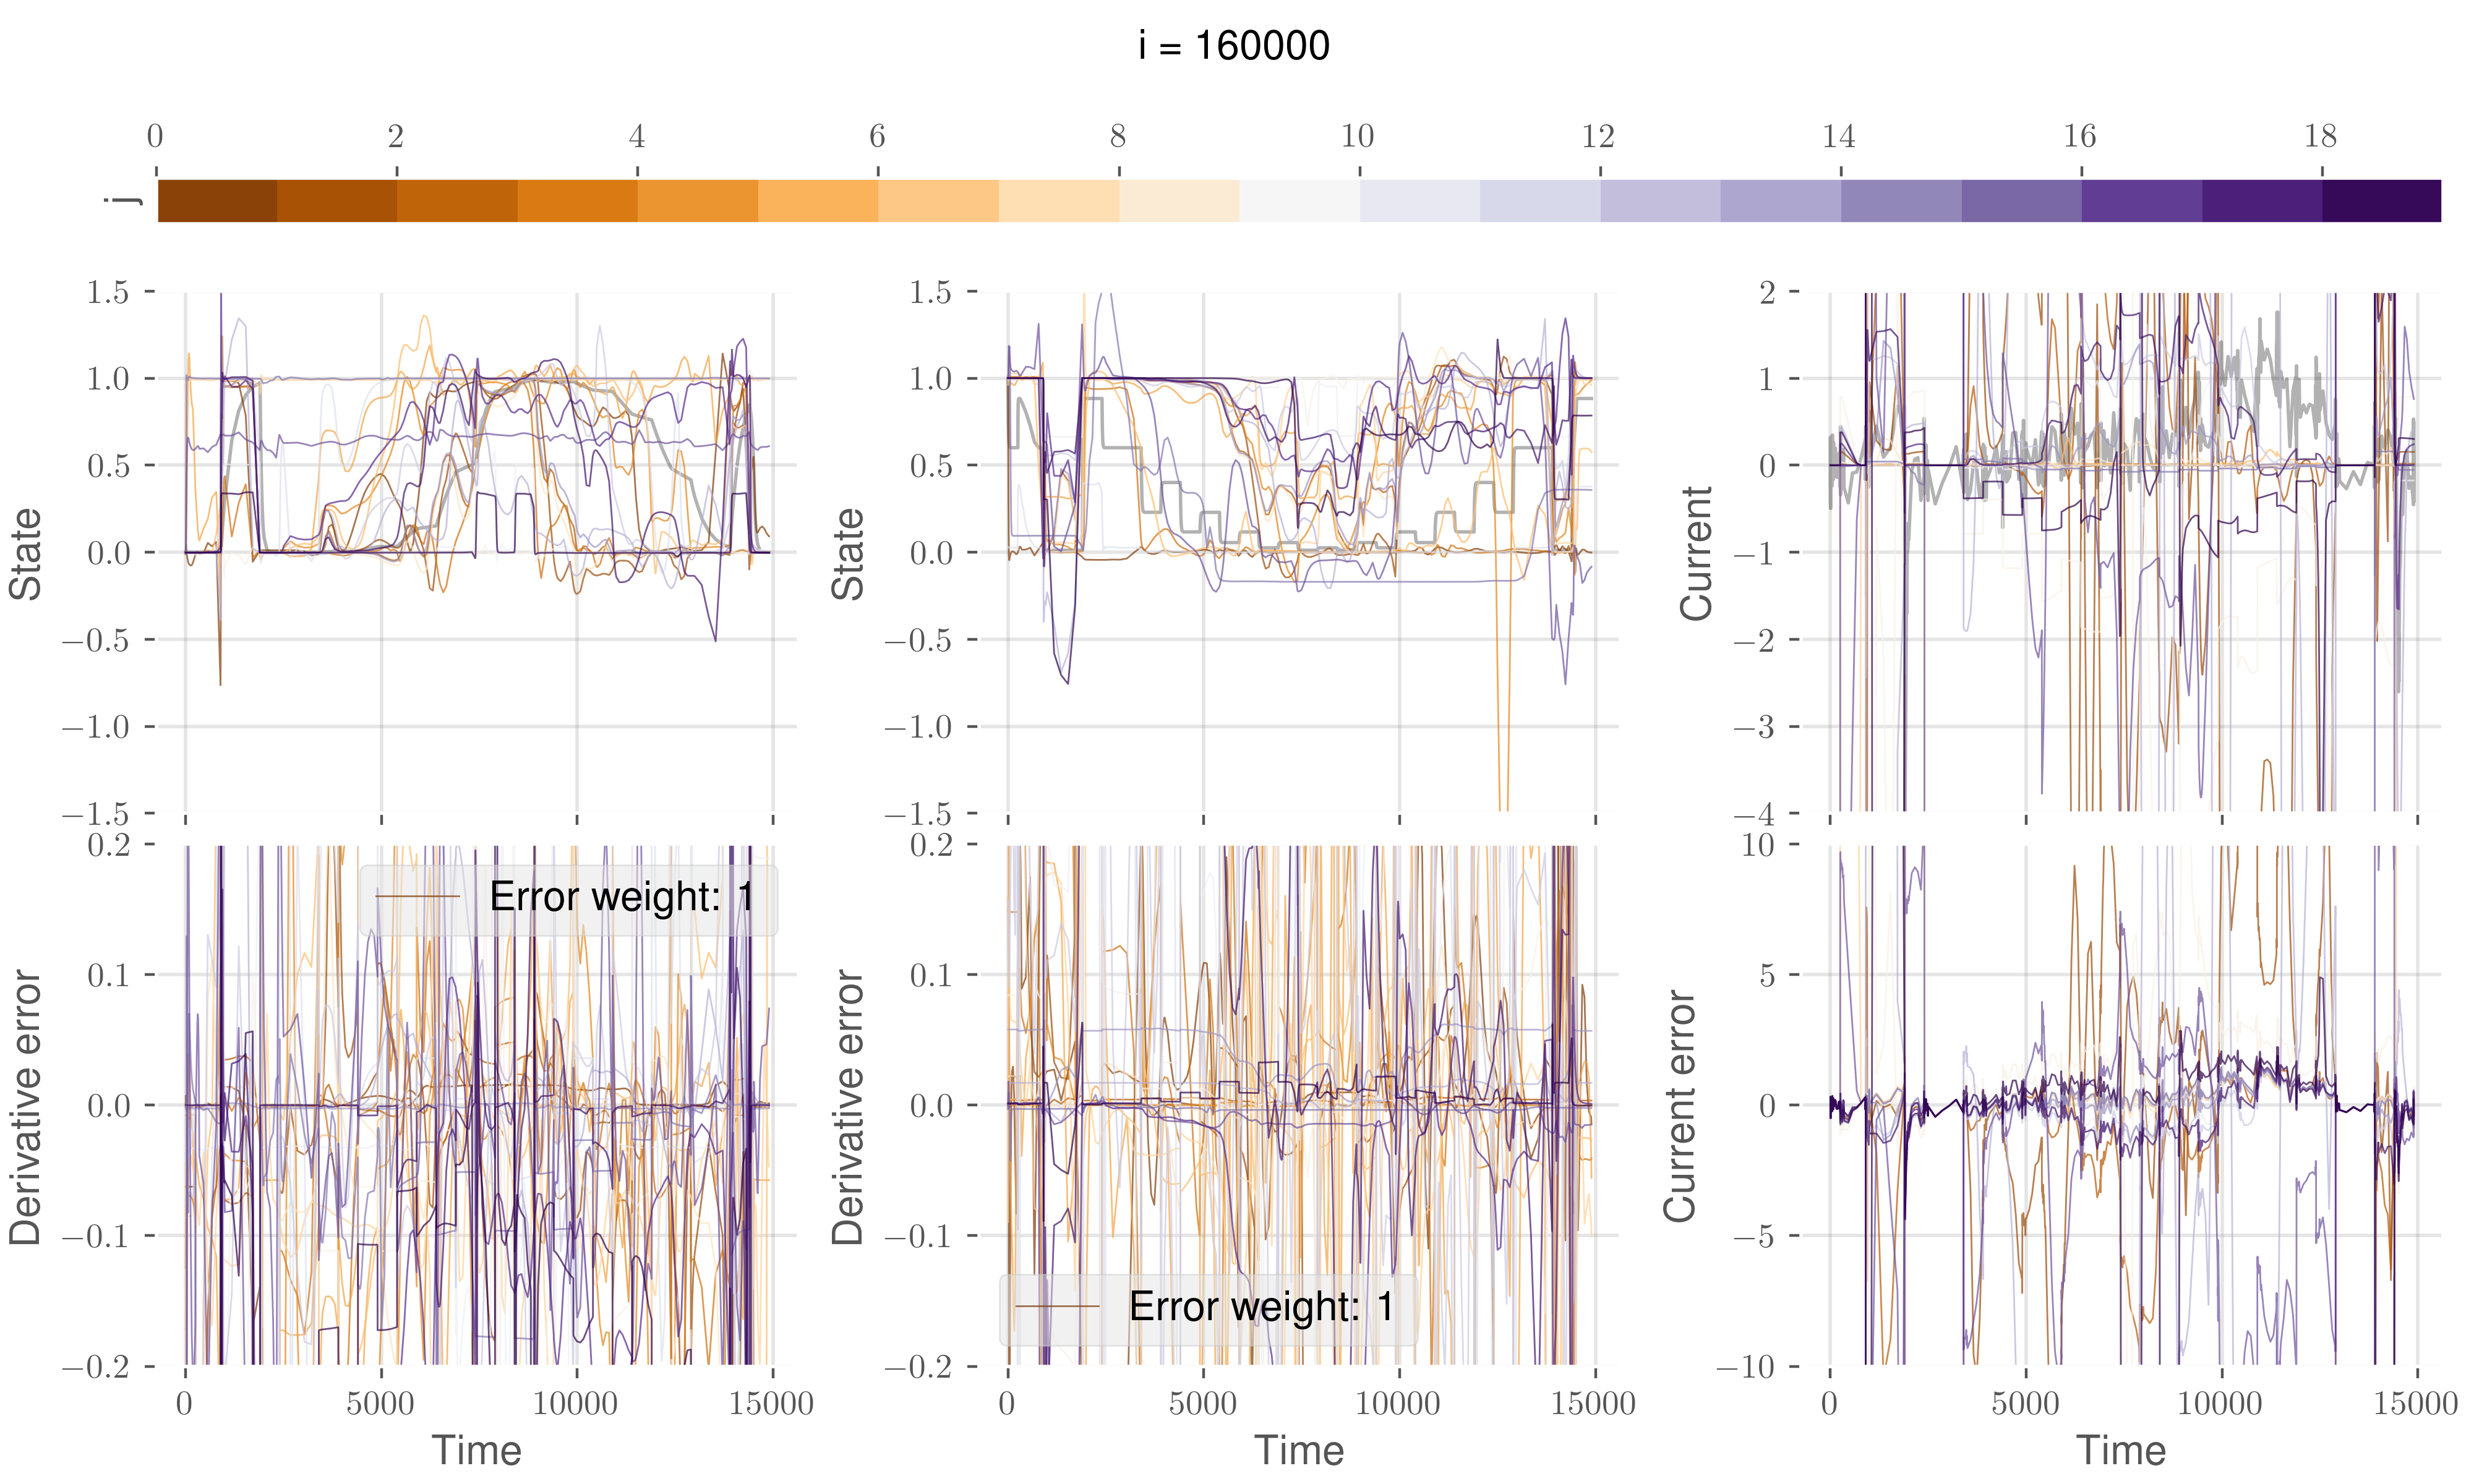 i = 160000
0 2 4 6 8 10 12 14 16 18
j
1.5 1.5 2
1.0 1.0 1
0.5 0.5 0
0.0 0.0 −1
−0.5 −0.5 −2
−1.0 −1.0 −3
−1.5 −1.5 −4
State State Current
0.2 0.2 10
0.1 0.1 5
0.0 0.0 0
−0.1 −0.1 −5
−0.2 −0.2 −10
Derivative error Derivative error Current error
Error weight: 1
Error weight: 1
0 5000 10000 15000 0 5000 10000 15000 0 5000 10000 15000
Time Time Time